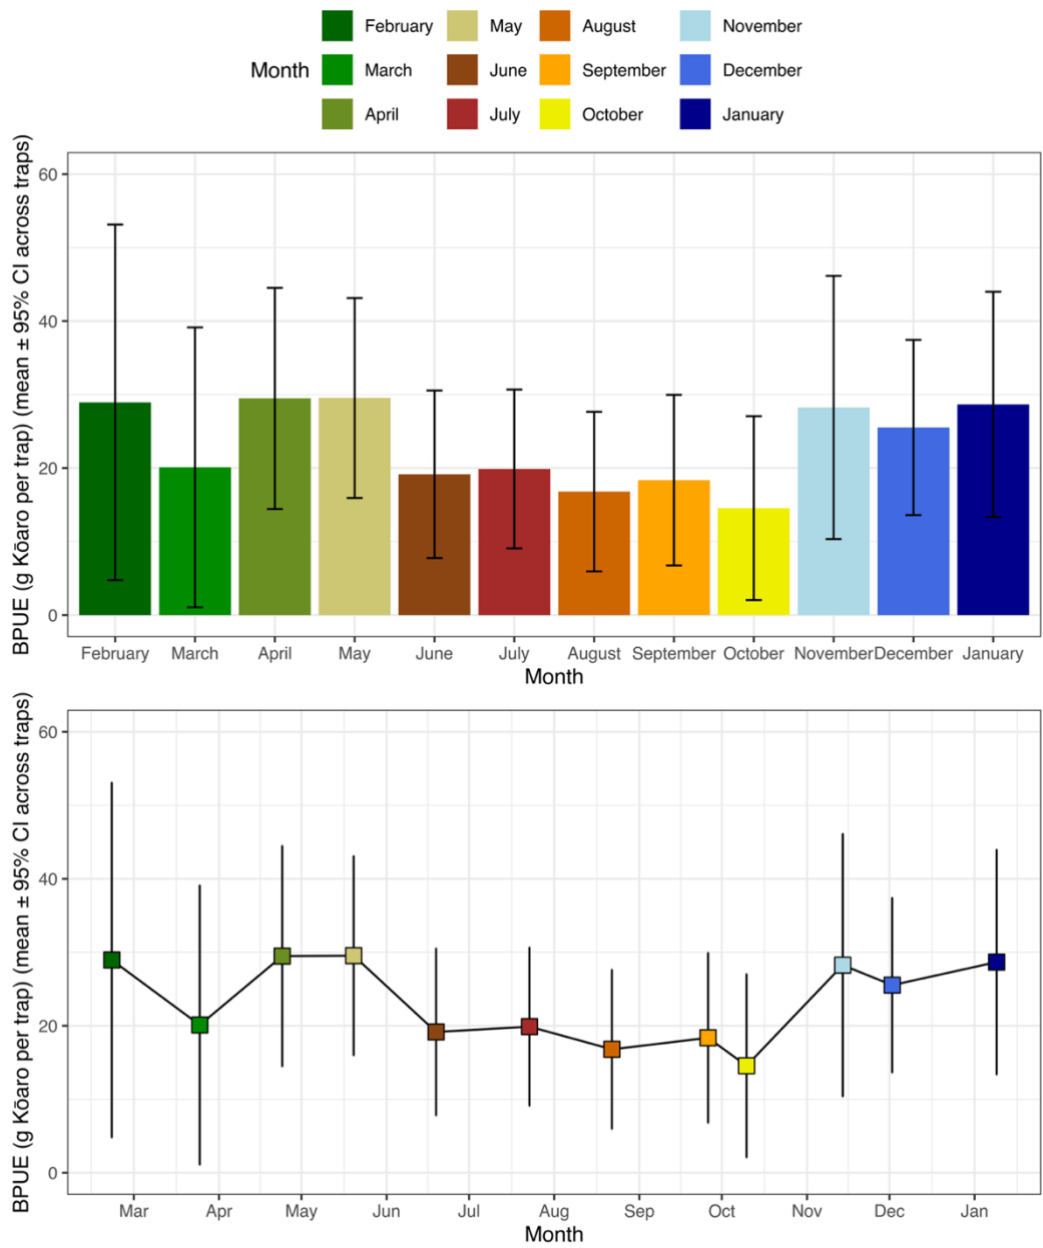 February May August November
Month March June September December
April July October January
BPUE (g Kōaro per trap) (mean ± 95% CI across traps)
60
40
20
0
February March April May June July August September October November December January
Month
BPUE (g Kōaro per trap) (mean ± 95% CI across traps)
60
40
20
0
Mar Apr May Jun Jul Aug Sep Oct Nov Dec Jan
Month